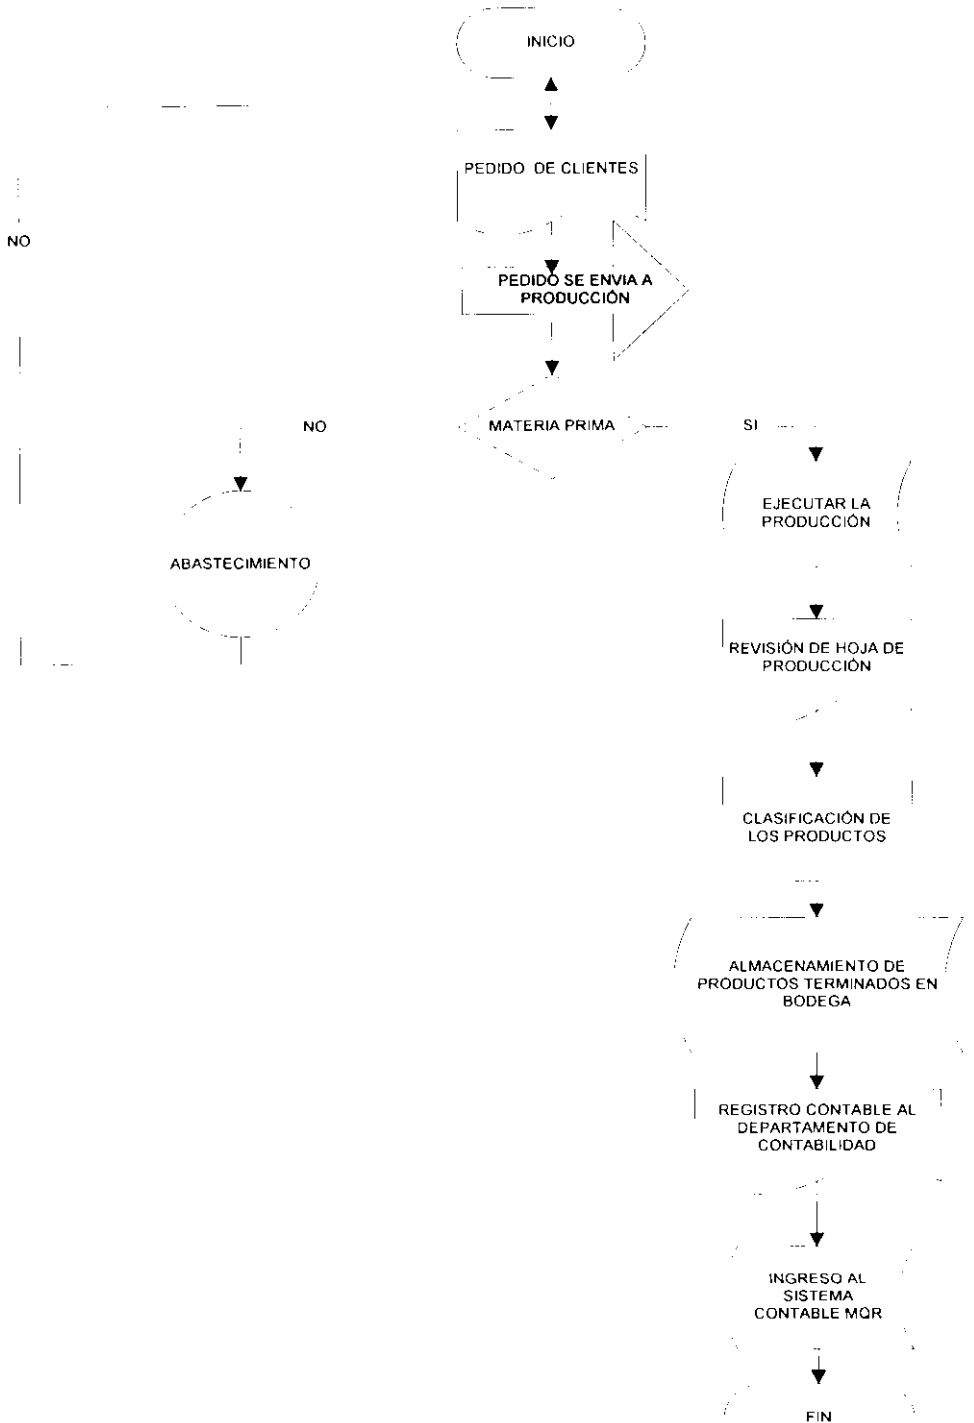 INICIO
PEDIDO DE CLIENTES
NO
PEDIDO SE ENVIA A
PRODUCCIÓN
NO
MATERIA PRIMA
SI
EJECUTAR LA
PRODUCCIÓN
ABASTECIMIENTO
REVISIÓN DE HOJA DE
PRODUCCIÓN
CLASIFICACIÓN DE
LOS PRODUCTOS
ALMACENAMIENTO DE
PRODUCTOS TERMINADOS EN
BODEGA
REGISTRO CONTABLE AL
DEPARTAMENTO DE
CONTABILIDAD
INGRESO AL
SISTEMA
CONTABLE MQR
FIN